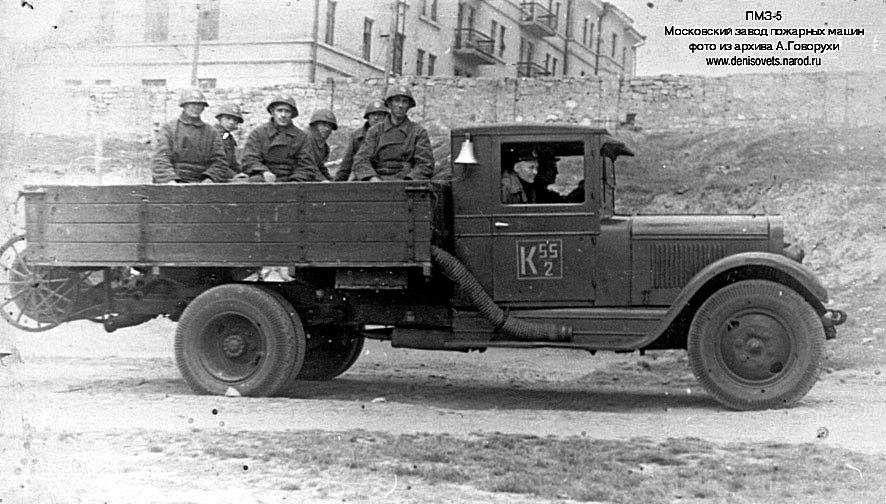 ПМЗ-5
Московский завод пожарных машин
фото из архива А.Говорухи
www.denisovets.narod.ru
К 55
2